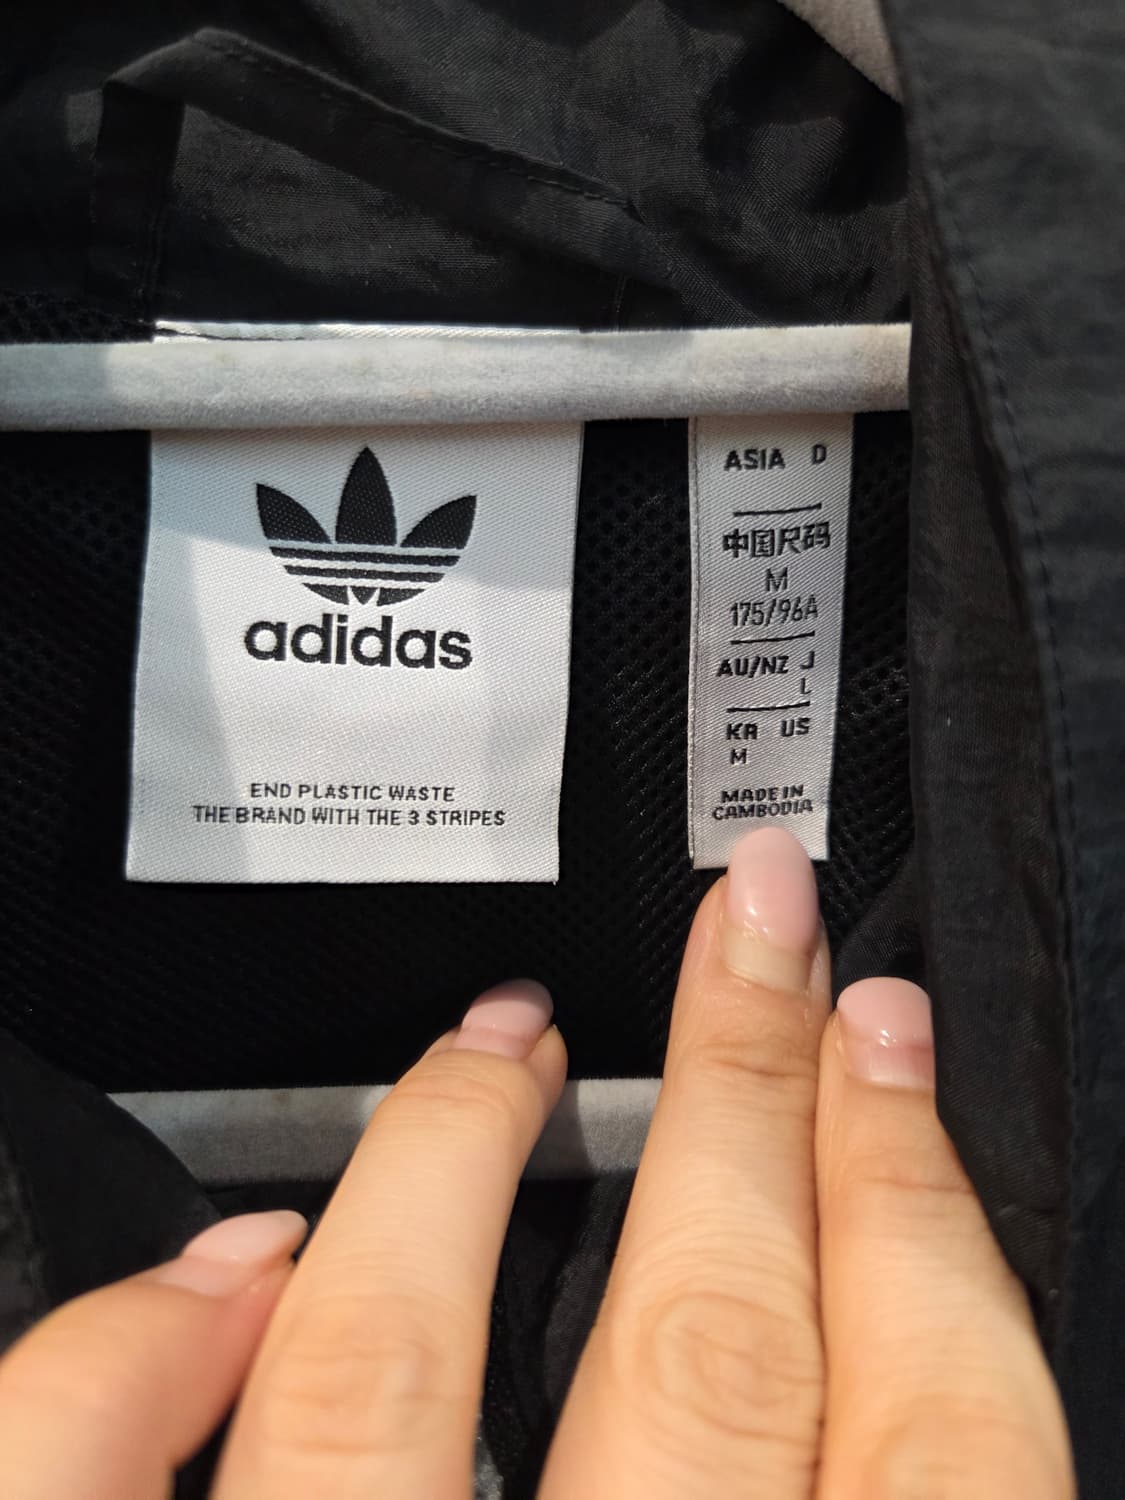 adidas
END PLASTIC WASTE
THE BRAND WITH THE 3 STRIPES
ASIA D
中国尺码
M
175/96A
AU/NZ J
L
KR US
M
MADE IN
CAMBODIA